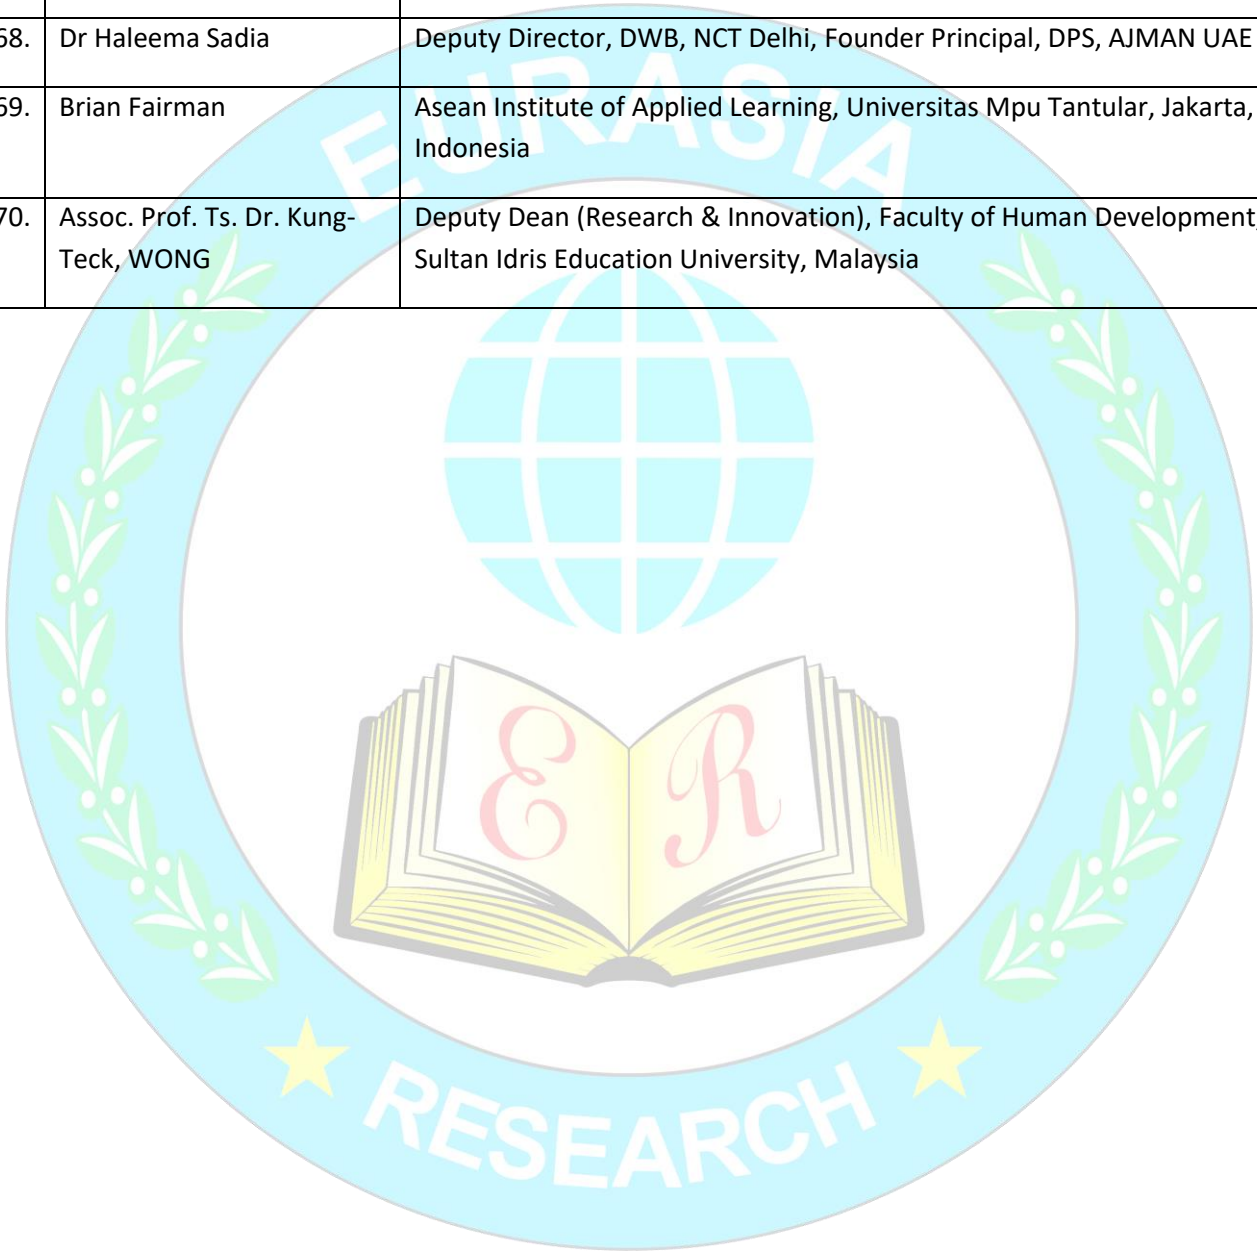 68. Dr Haleema Sadia Deputy Director, DWB, NCT Delhi, Founder Principal, DPS, AJMAN UAE
69. Brian Fairman Asean Institute of Applied Learning, Universitas Mpu Tantular, Jakarta,
Indonesia
70. Assoc. Prof. Ts. Dr. Kung- Deputy Dean (Research & Innovation), Faculty of Human Development,
Teck, WONG Sultan Idris Education University, Malaysia
EURASIA
E R
RESEARCH